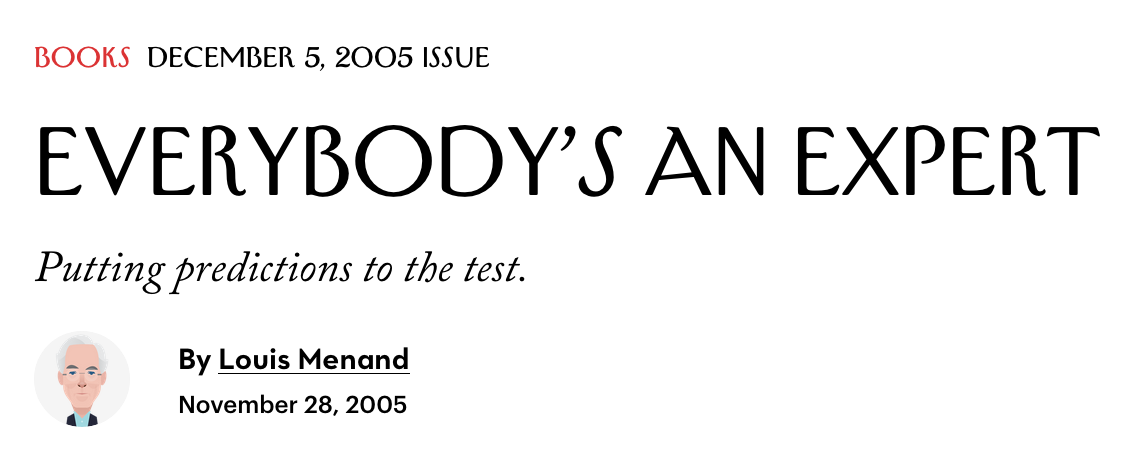 BOOKS DECEMBER 5, 2005 ISSUE
EVERYBODY’S AN EXPERT
Putting predictions to the test.
By Louis Menand
November 28, 2005